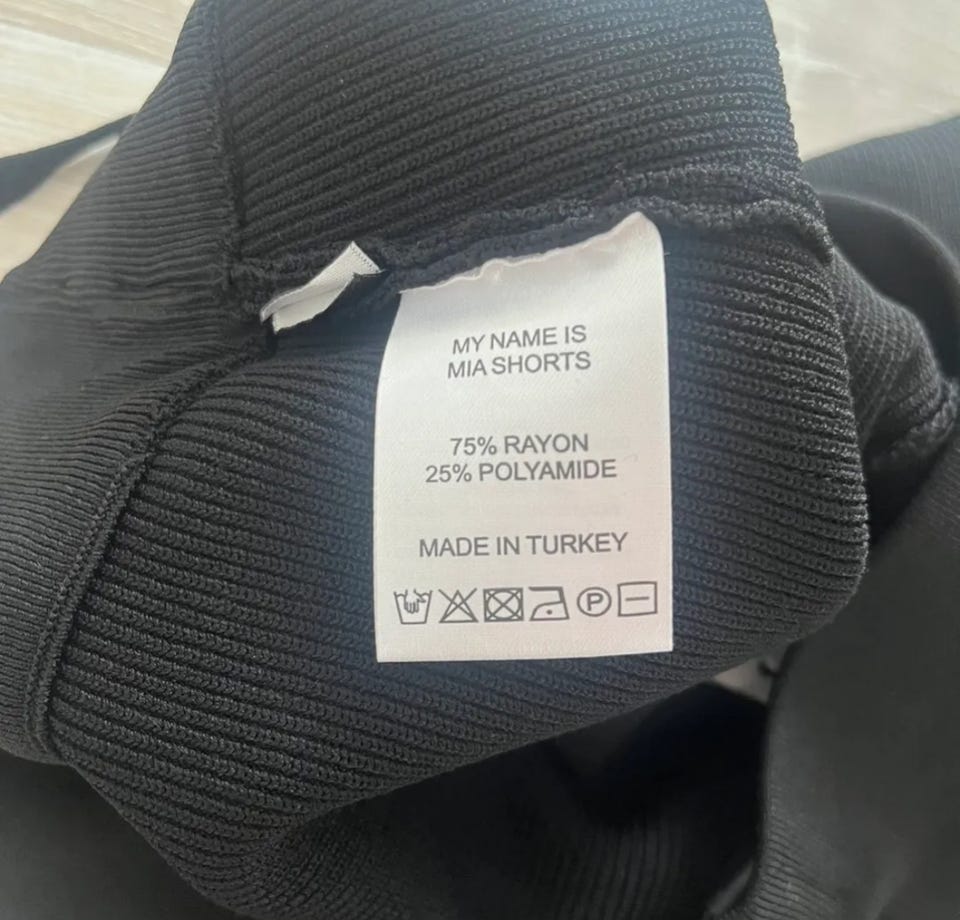 MY NAME IS
MIA SHORTS
75% RAYON
25% POLYAMIDE
MADE IN TURKEY
P